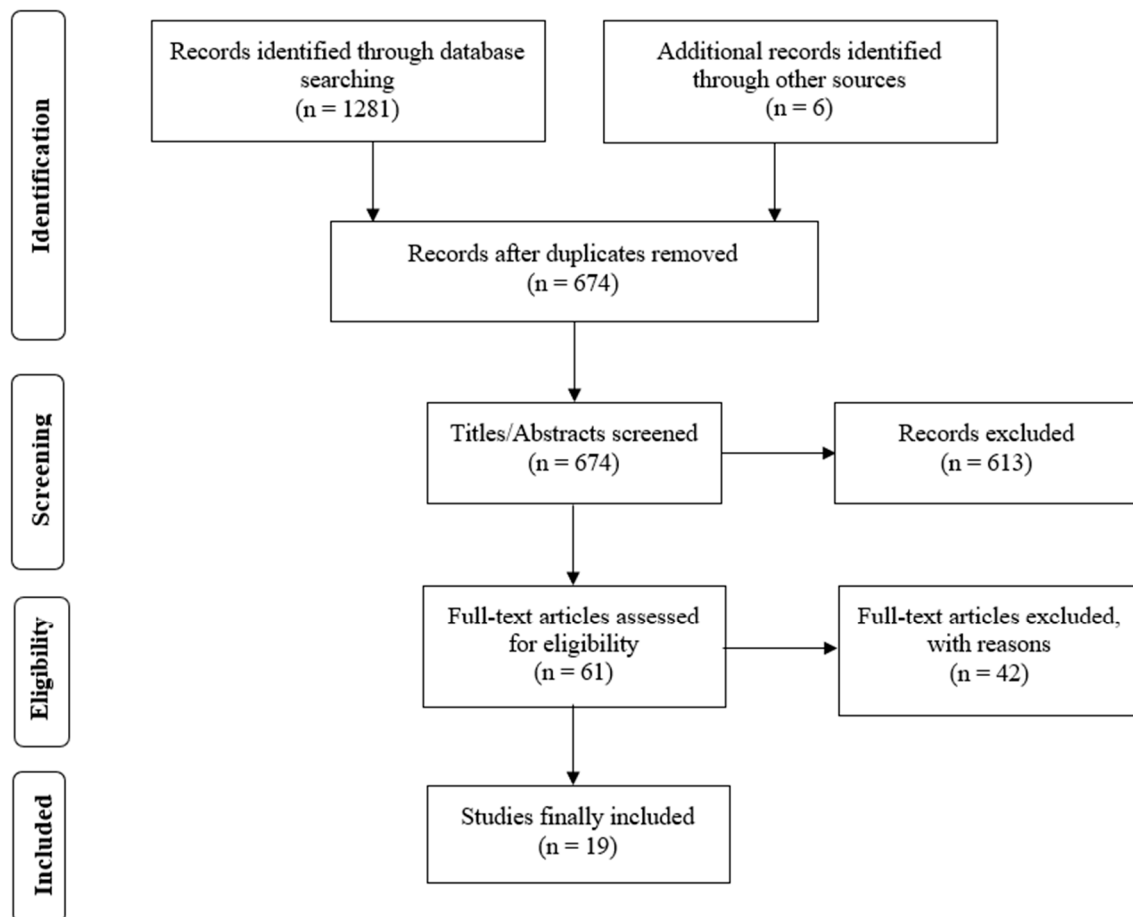 Identification
Records identified through database
searching
(n = 1281)
Additional records identified
through other sources
(n = 6)
Records after duplicates removed
(n = 674)
Screening
Titles/Abstracts screened
(n = 674)
Records excluded
(n = 613)
Eligibility
Full-text articles assessed
for eligibility
(n = 61)
Full-text articles excluded,
with reasons
(n = 42)
Included
Studies finally included
(n = 19)